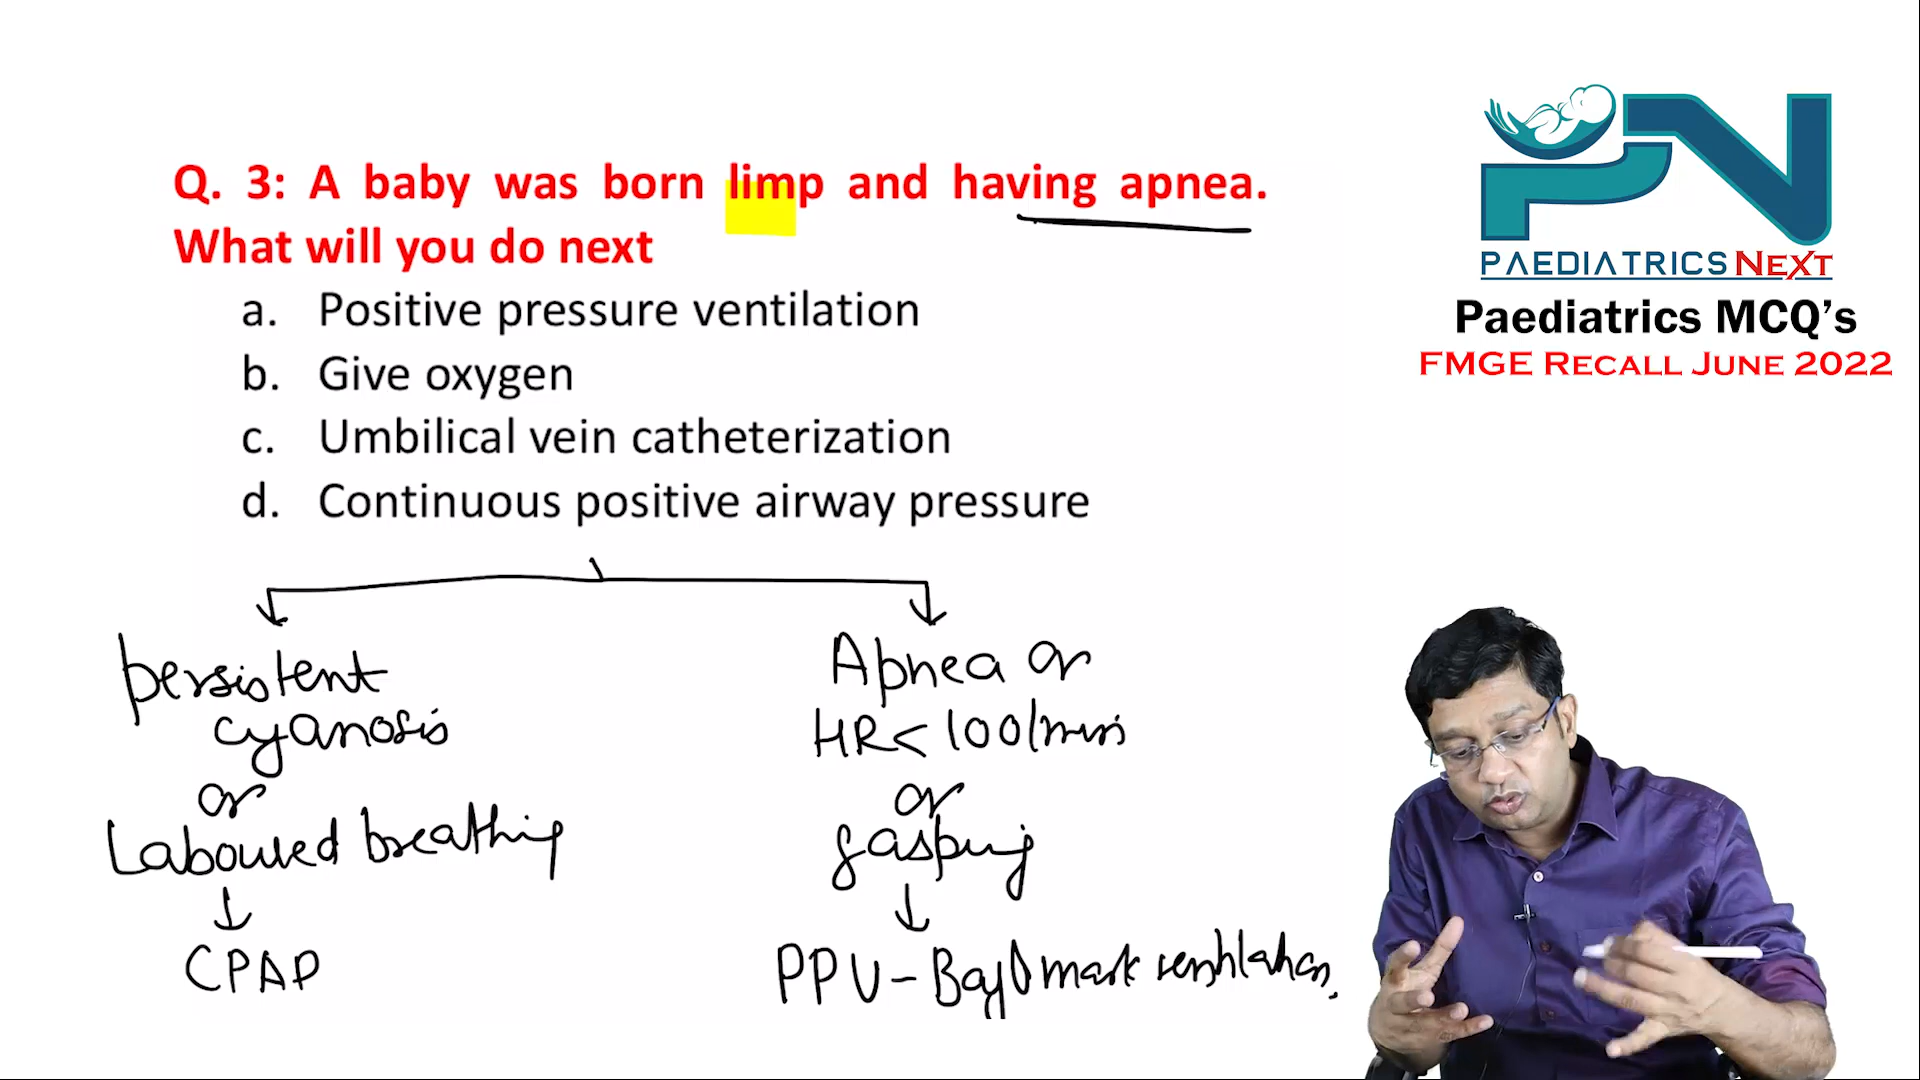 Q. 3: A baby was born limp and having apnea.
What will you do next
a. Positive pressure ventilation
b. Give oxygen
c. Umbilical vein catheterization
d. Continuous positive airway pressure
PAEDIATRICS NEXT
Paediatrics MCQ's
FMGE RECALL JUNE 2022
persistent
cyanosis
or
Laboured breathing
CPAP
Apnea or
HR < 100/min
or
gasping
PPV - Bag & mask ventilation.